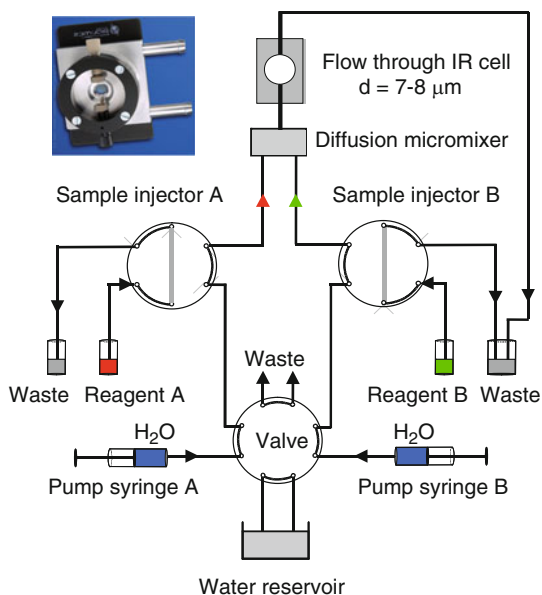 Flow through IR cell
d = 7-8 μm
Diffusion micromixer
Sample injector A
Sample injector B
Waste
Reagent A
Waste
Reagent B
Waste
H2O
Valve
H2O
Pump syringe A
Pump syringe B
Water reservoir